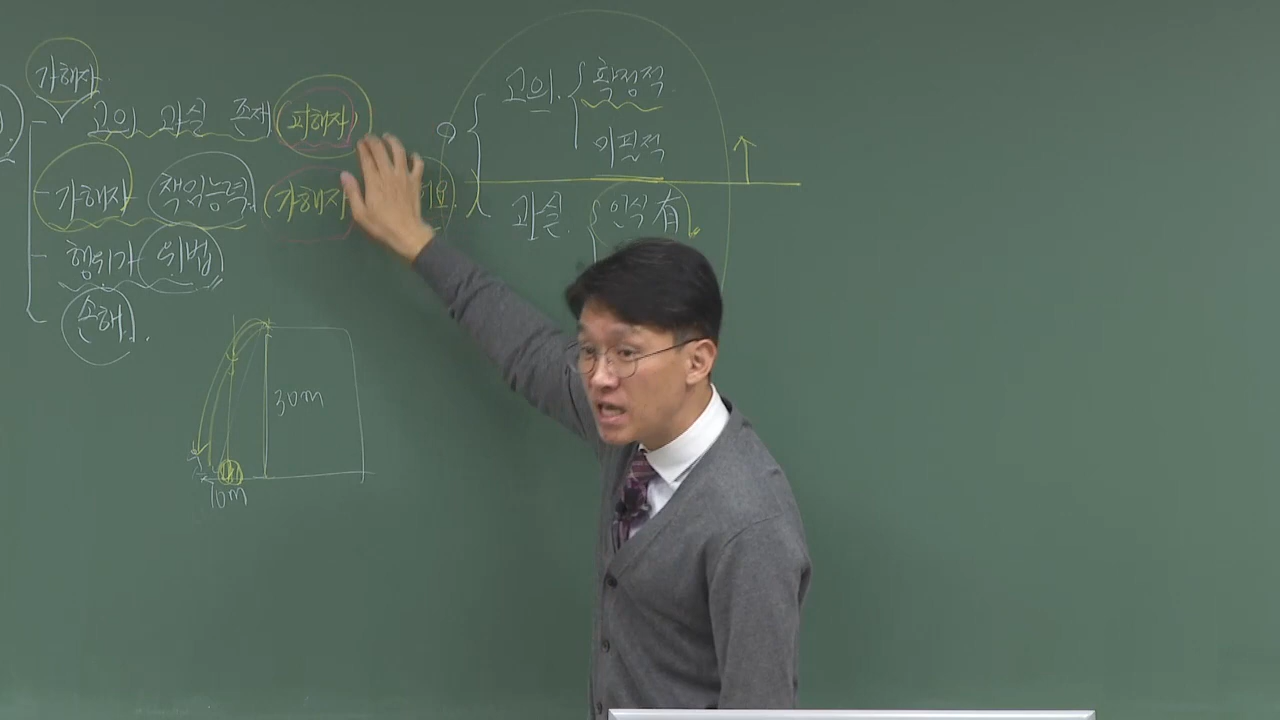 가해자
고의 과실 존재 피해자
가해자 책임능력 가해자
행위가 위법
손해.
30m
10m
고의. 확정적
미필적
과실. 인식 有